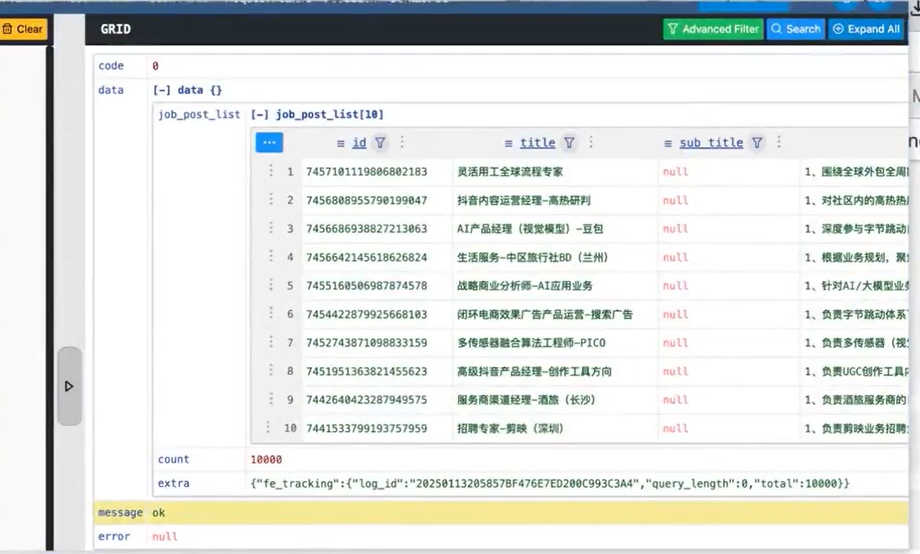 Clear
GRID
Advanced Filter Search Expand All
code 0
data [-] data {}
job_post_list [-] job_post_list[10]
id title sub_title
1 7457101119806802183 灵活用工全球流程专家 null 1、围绕全球外包全周
2 7456808955790199047 抖音内容运营经理-高热研判 null 1、对社区内的高热热
3 7456686938827213063 AI产品经理（视觉模型）-豆包 null 1、深度参与字节跳动
4 7456642145618626824 生活服务-中区旅行社BD（兰州） null 1、根据业务规划，聚
5 7455160506987874578 战略商业分析师-AI应用业务 null 1、针对AI/大模型业
6 7454422879925668103 闭环电商效果广告产品运营-搜索广告 null 1、负责字节跳动体系
7 7452743871098833159 多传感器融合算法工程师-PICO null 1、负责多传感器（视
8 7451951363821455623 高级抖音产品经理-创作工具方向 null 1、负责UGC创作工具
9 7442640423287949575 服务商渠道经理-酒旅（长沙） null 1、负责酒旅服务商的
10 7441533799193757959 招聘专家-剪映（深圳） null 1、负责剪映业务招聘
count 10000
extra {"fe_tracking":{"log_id":"20250113205857BF476E7ED200C993C3A4","query_length":0,"total":10000}}
message ok
error null